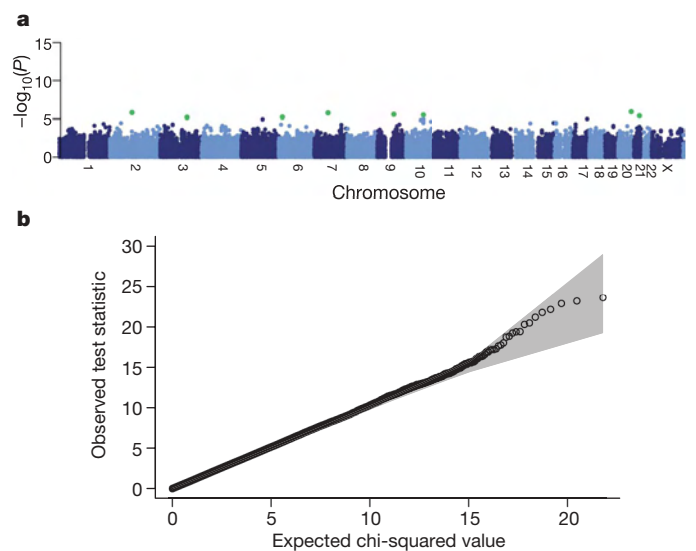 a
−log10(P)
15
10
5
0
1 2 3 4 5 6 7 8 9 10 11 12 13 14 15 16 17 18 19 20 21 22 X
Chromosome
b
Observed test statistic
30
25
20
15
10
5
0
0 5 10 15 20
Expected chi-squared value